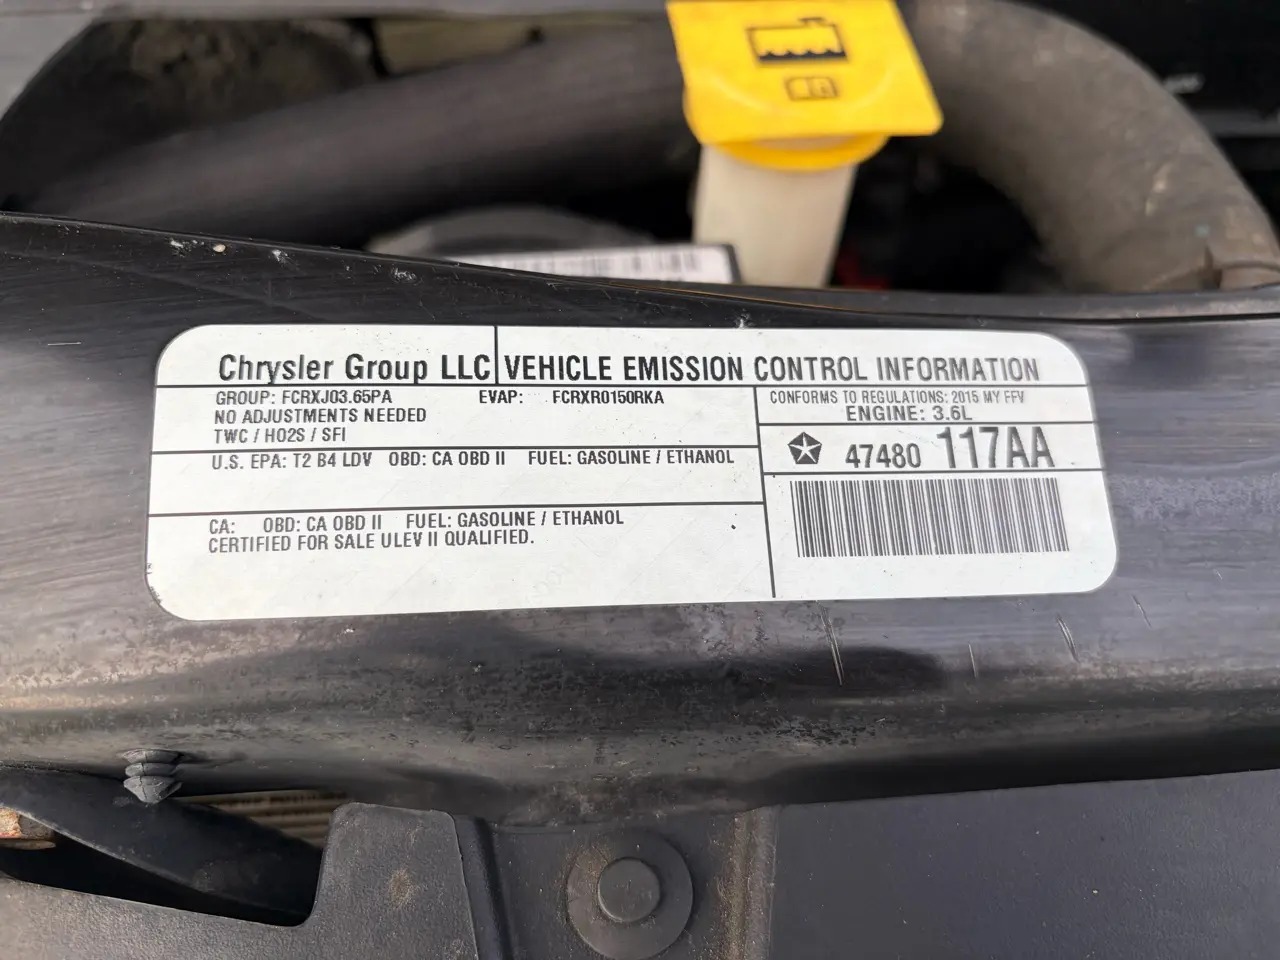 Chrysler Group LLC VEHICLE EMISSION CONTROL INFORMATION
GROUP: FCRXJ03.65PA EVAP: FCRXR0150RKA
NO ADJUSTMENTS NEEDED
TWC / HO2S / SFI
CONFORMS TO REGULATIONS: 2015 MY FFV
ENGINE: 3.6L
U.S. EPA: T2 B4 LDV OBD: CA OBD II FUEL: GASOLINE / ETHANOL
47480 117AA
CA: OBD: CA OBD II FUEL: GASOLINE / ETHANOL
CERTIFIED FOR SALE ULEV II QUALIFIED.